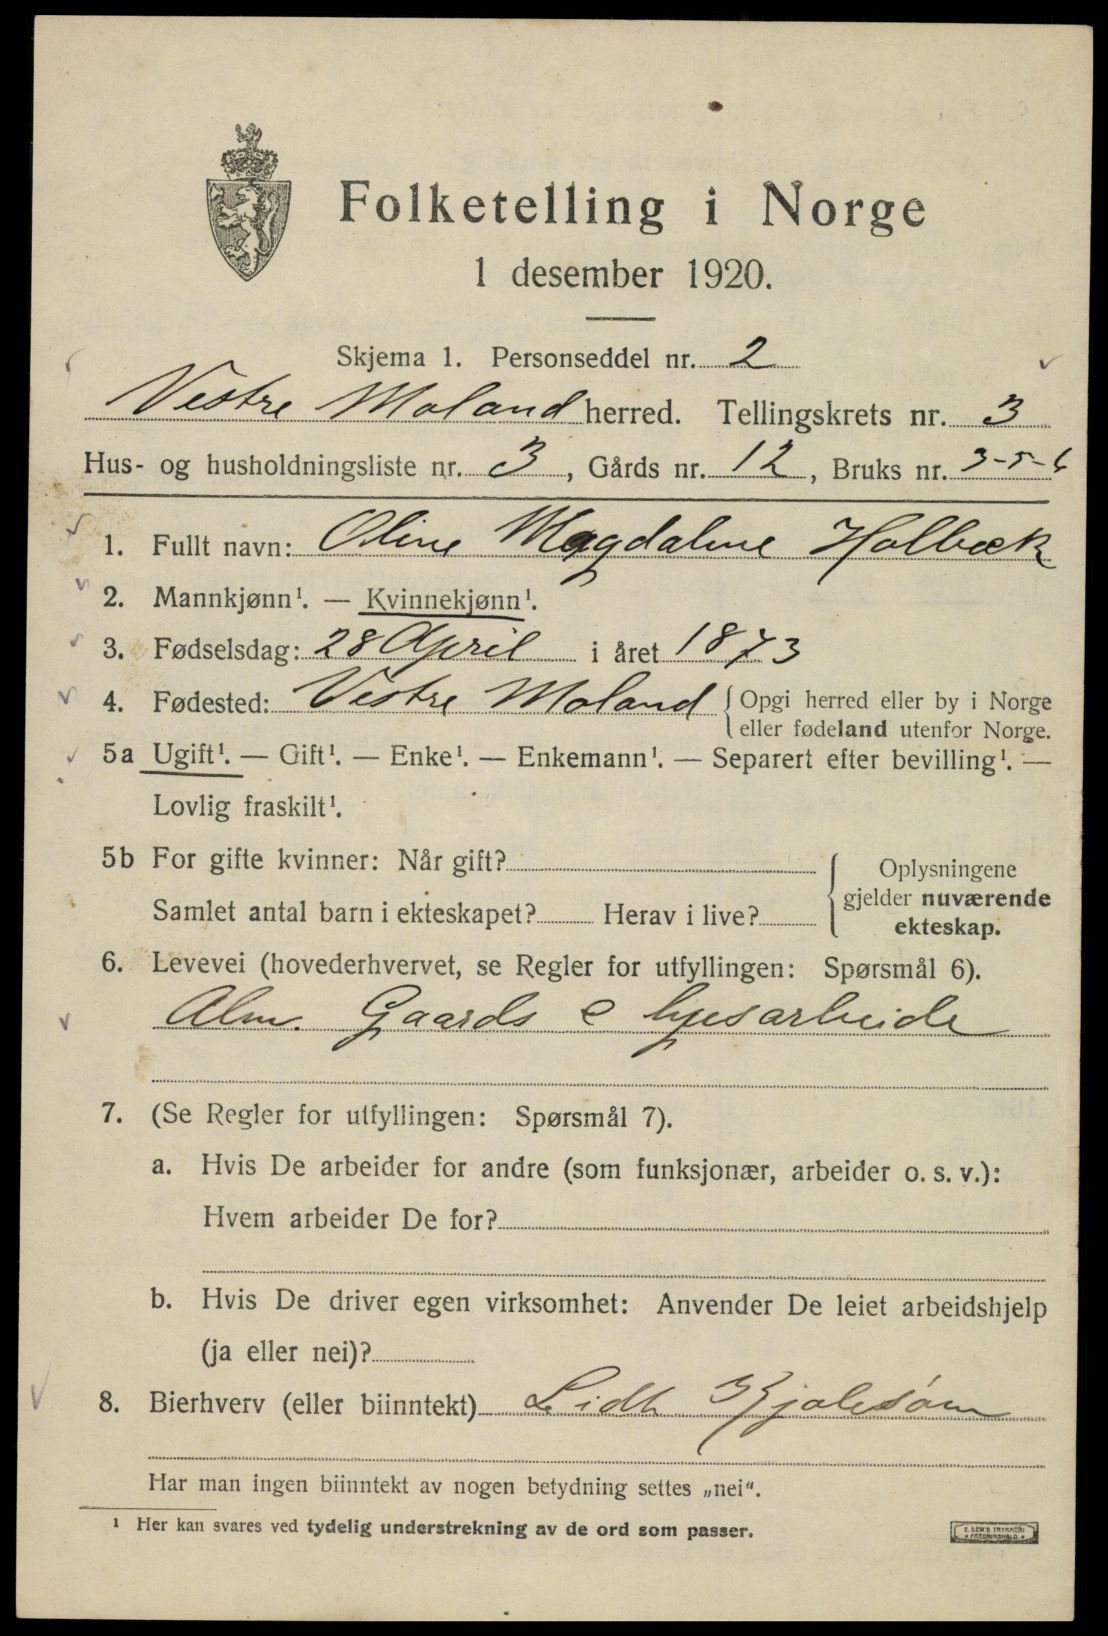 Folketelling i Norge
1 desember 1920.
Skjema 1. Personseddel nr. 2
Vestre Moland herred. Tellingskrets nr. 3
Hus- og husholdningsliste nr. 3, Gårds nr. 12, Bruks nr. 3-5-6
1. Fullt navn: Oline Magdaline Holbæk
2. Mannkjønn¹. — Kvinnekjønn¹.
3. Fødselsdag: 28 April i året 1873
4. Fødested: Vestre Moland {Opgi herred eller by i Norge
eller fødeland utenfor Norge.
5a Ugift¹. — Gift¹. — Enke¹. — Enkemann¹. — Separert efter bevilling¹. —
Lovlig fraskilt¹.
5b For gifte kvinner: Når gift?
Samlet antal barn i ekteskapet? Herav i live?
Oplysningene
gjelder nuværende
ekteskap.
6. Levevei (hovederhvervet, se Regler for utfyllingen: Spørsmål 6).
Alm. Gaards &
7. (Se Regler for utfyllingen: Spørsmål 7).
a. Hvis De arbeider for andre (som funksjonær, arbeider o. s. v.):
Hvem arbeider De for?
b. Hvis De driver egen virksomhet: Anvender De leiet arbeidshjelp
(ja eller nei)?
8. Bierhverv (eller biinntekt) Lidt Kjolesöm
Har man ingen biinntekt av nogen betydning settes „nei“.
¹ Her kan svares ved tydelig understrekning av de ord som passer.
E. SEM'S TRYKKERI
FREDRIKSHALD